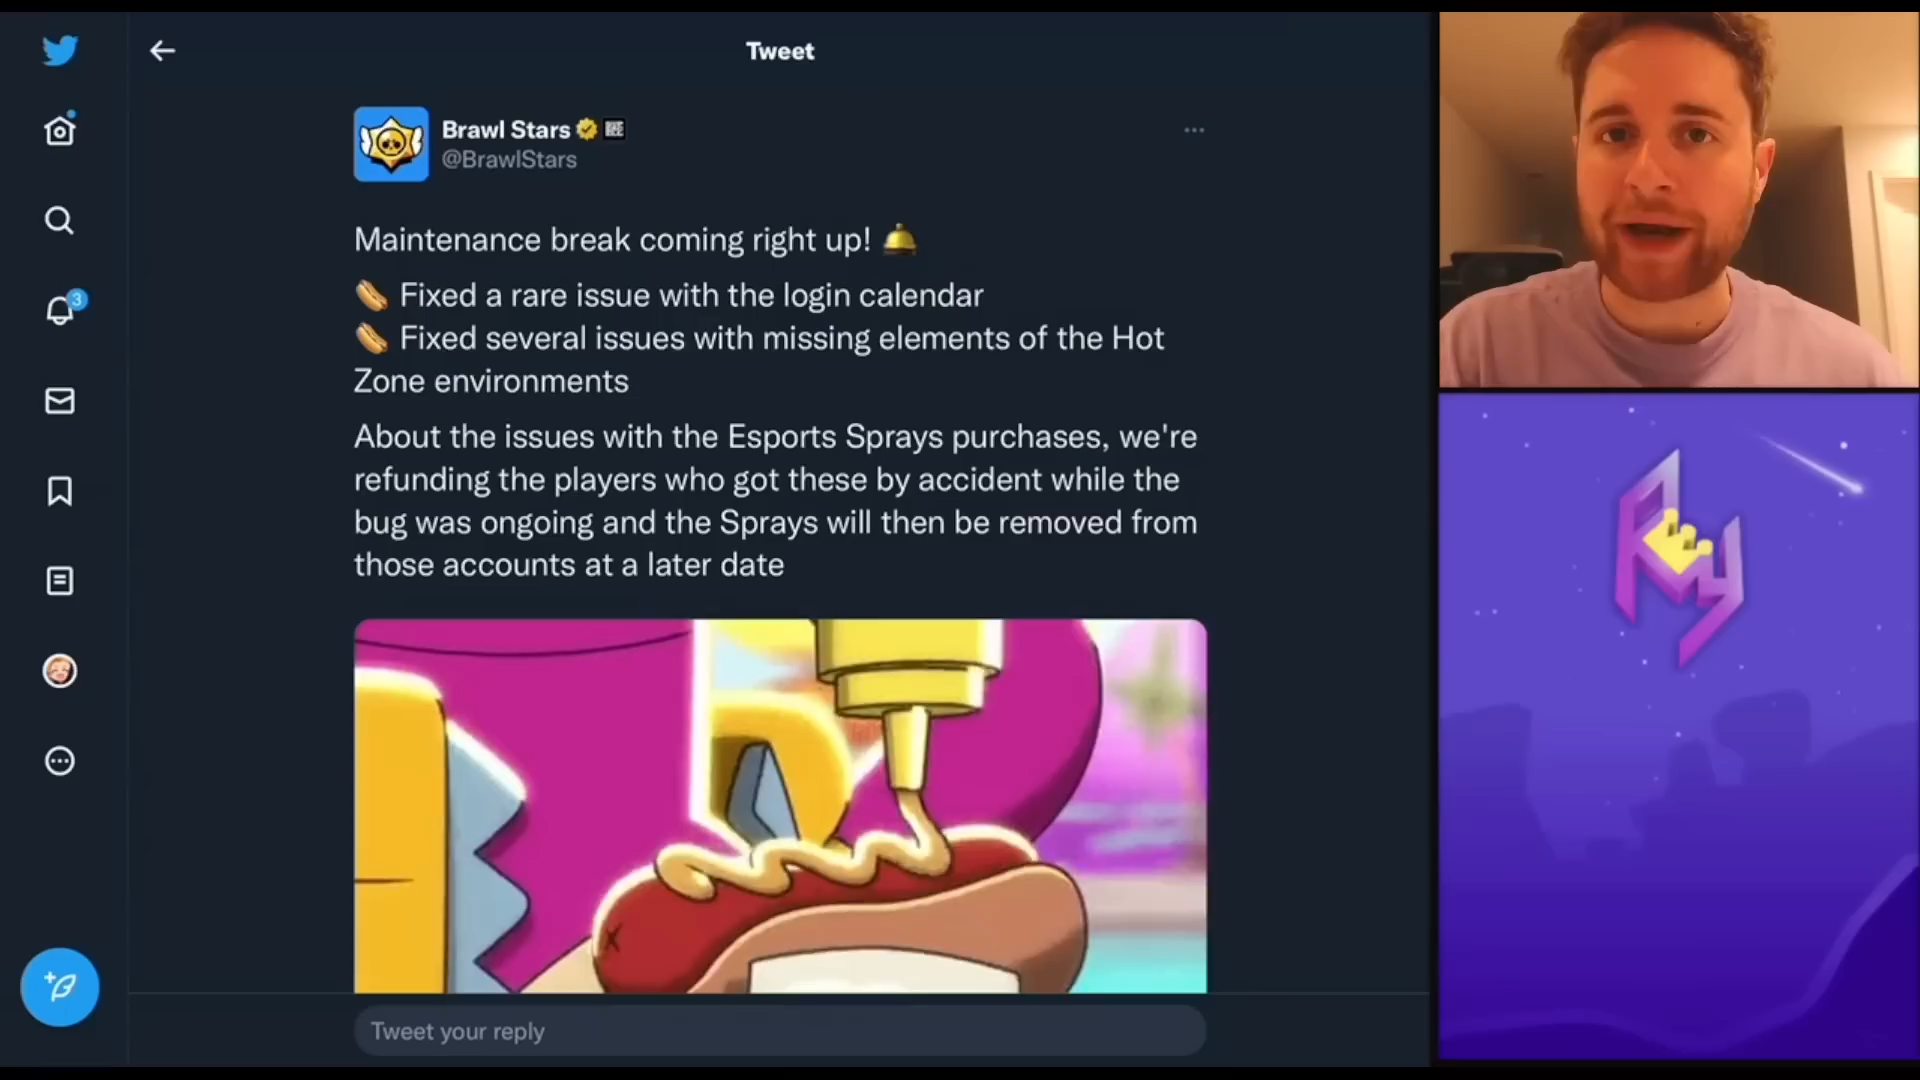 Tweet
Brawl Stars
@BrawlStars
Maintenance break coming right up!
Fixed a rare issue with the login calendar
Fixed several issues with missing elements of the Hot
Zone environments
About the issues with the Esports Sprays purchases, we're
refunding the players who got these by accident while the
bug was ongoing and the Sprays will then be removed from
those accounts at a later date
3
Tweet your reply
Rey